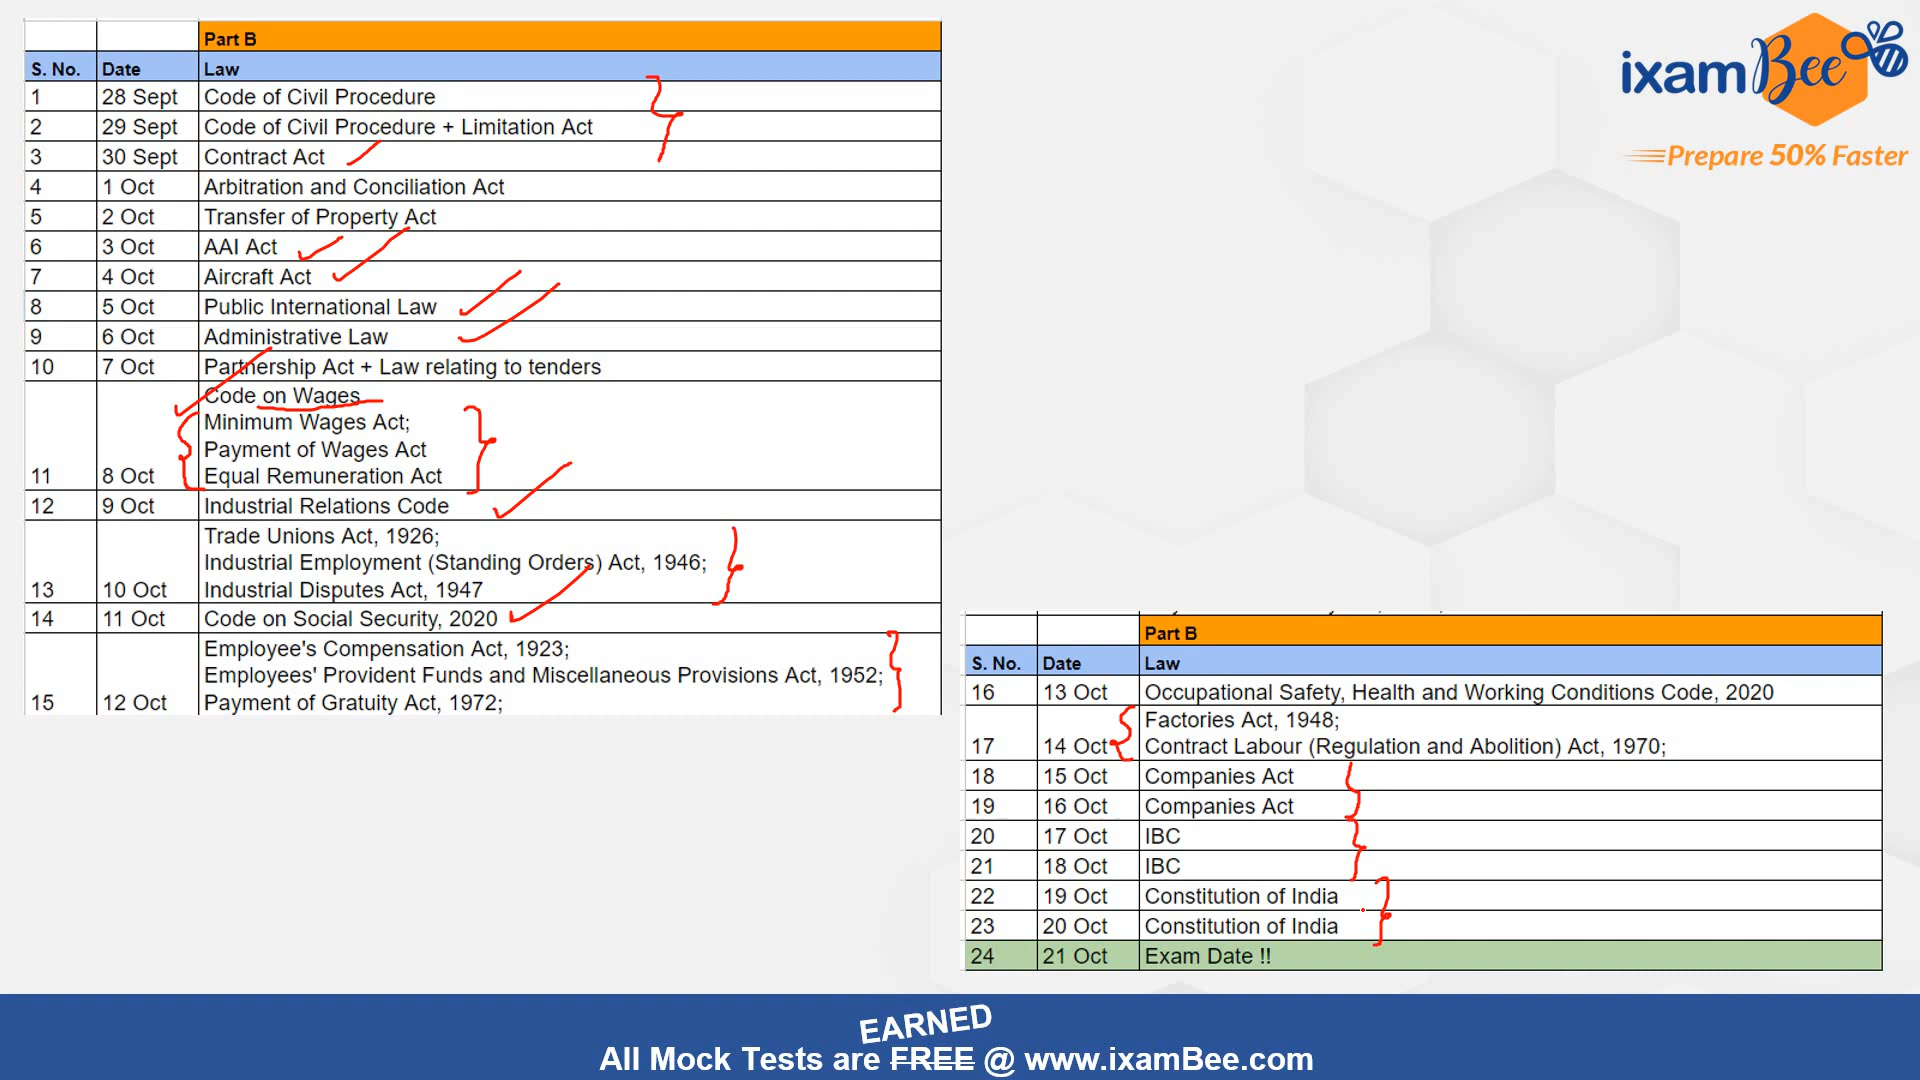 Part B
S. No. Date Law
1 28 Sept Code of Civil Procedure
2 29 Sept Code of Civil Procedure + Limitation Act
3 30 Sept Contract Act
4 1 Oct Arbitration and Conciliation Act
5 2 Oct Transfer of Property Act
6 3 Oct AAI Act
7 4 Oct Aircraft Act
8 5 Oct Public International Law
9 6 Oct Administrative Law
10 7 Oct Partnership Act + Law relating to tenders
Code on Wages
Minimum Wages Act;
Payment of Wages Act
11 8 Oct Equal Remuneration Act
12 9 Oct Industrial Relations Code
Trade Unions Act, 1926;
Industrial Employment (Standing Orders) Act, 1946;
13 10 Oct Industrial Disputes Act, 1947
14 11 Oct Code on Social Security, 2020
Employee's Compensation Act, 1923;
Employees' Provident Funds and Miscellaneous Provisions Act, 1952;
15 12 Oct Payment of Gratuity Act, 1972;
ixamBee
Prepare 50% Faster
Part B
S. No. Date Law
16 13 Oct Occupational Safety, Health and Working Conditions Code, 2020
Factories Act, 1948;
17 14 Oct Contract Labour (Regulation and Abolition) Act, 1970;
18 15 Oct Companies Act
19 16 Oct Companies Act
20 17 Oct IBC
21 18 Oct IBC
22 19 Oct Constitution of India
23 20 Oct Constitution of India
24 21 Oct Exam Date !!
EARNED
All Mock Tests are FREE @ www.ixamBee.com